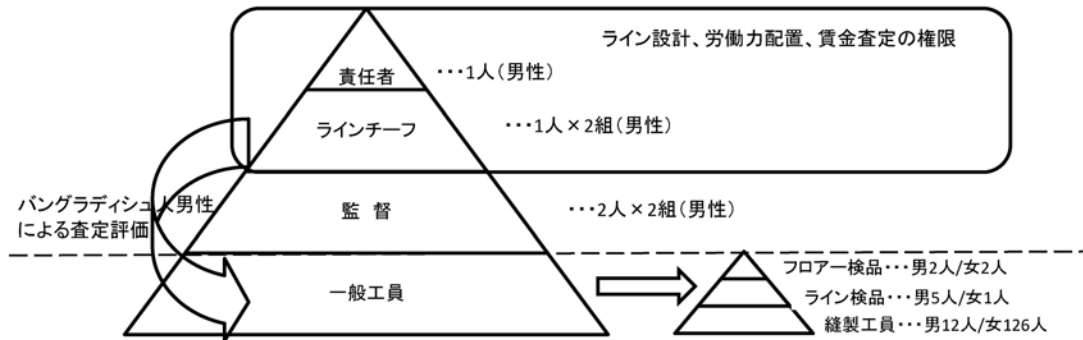 ライン設計、労働力配置、賃金査定の権限
責任者
･･･1人(男性)
ラインチーフ
･･･1人×2組(男性)
バングラディシュ人男性
による査定評価
監 督
･･･2人×2組(男性)
一般工員
フロアー検品･･･男2人/女2人
ライン検品･･･男5人/女1人
縫製工員･･･男12人/女126人